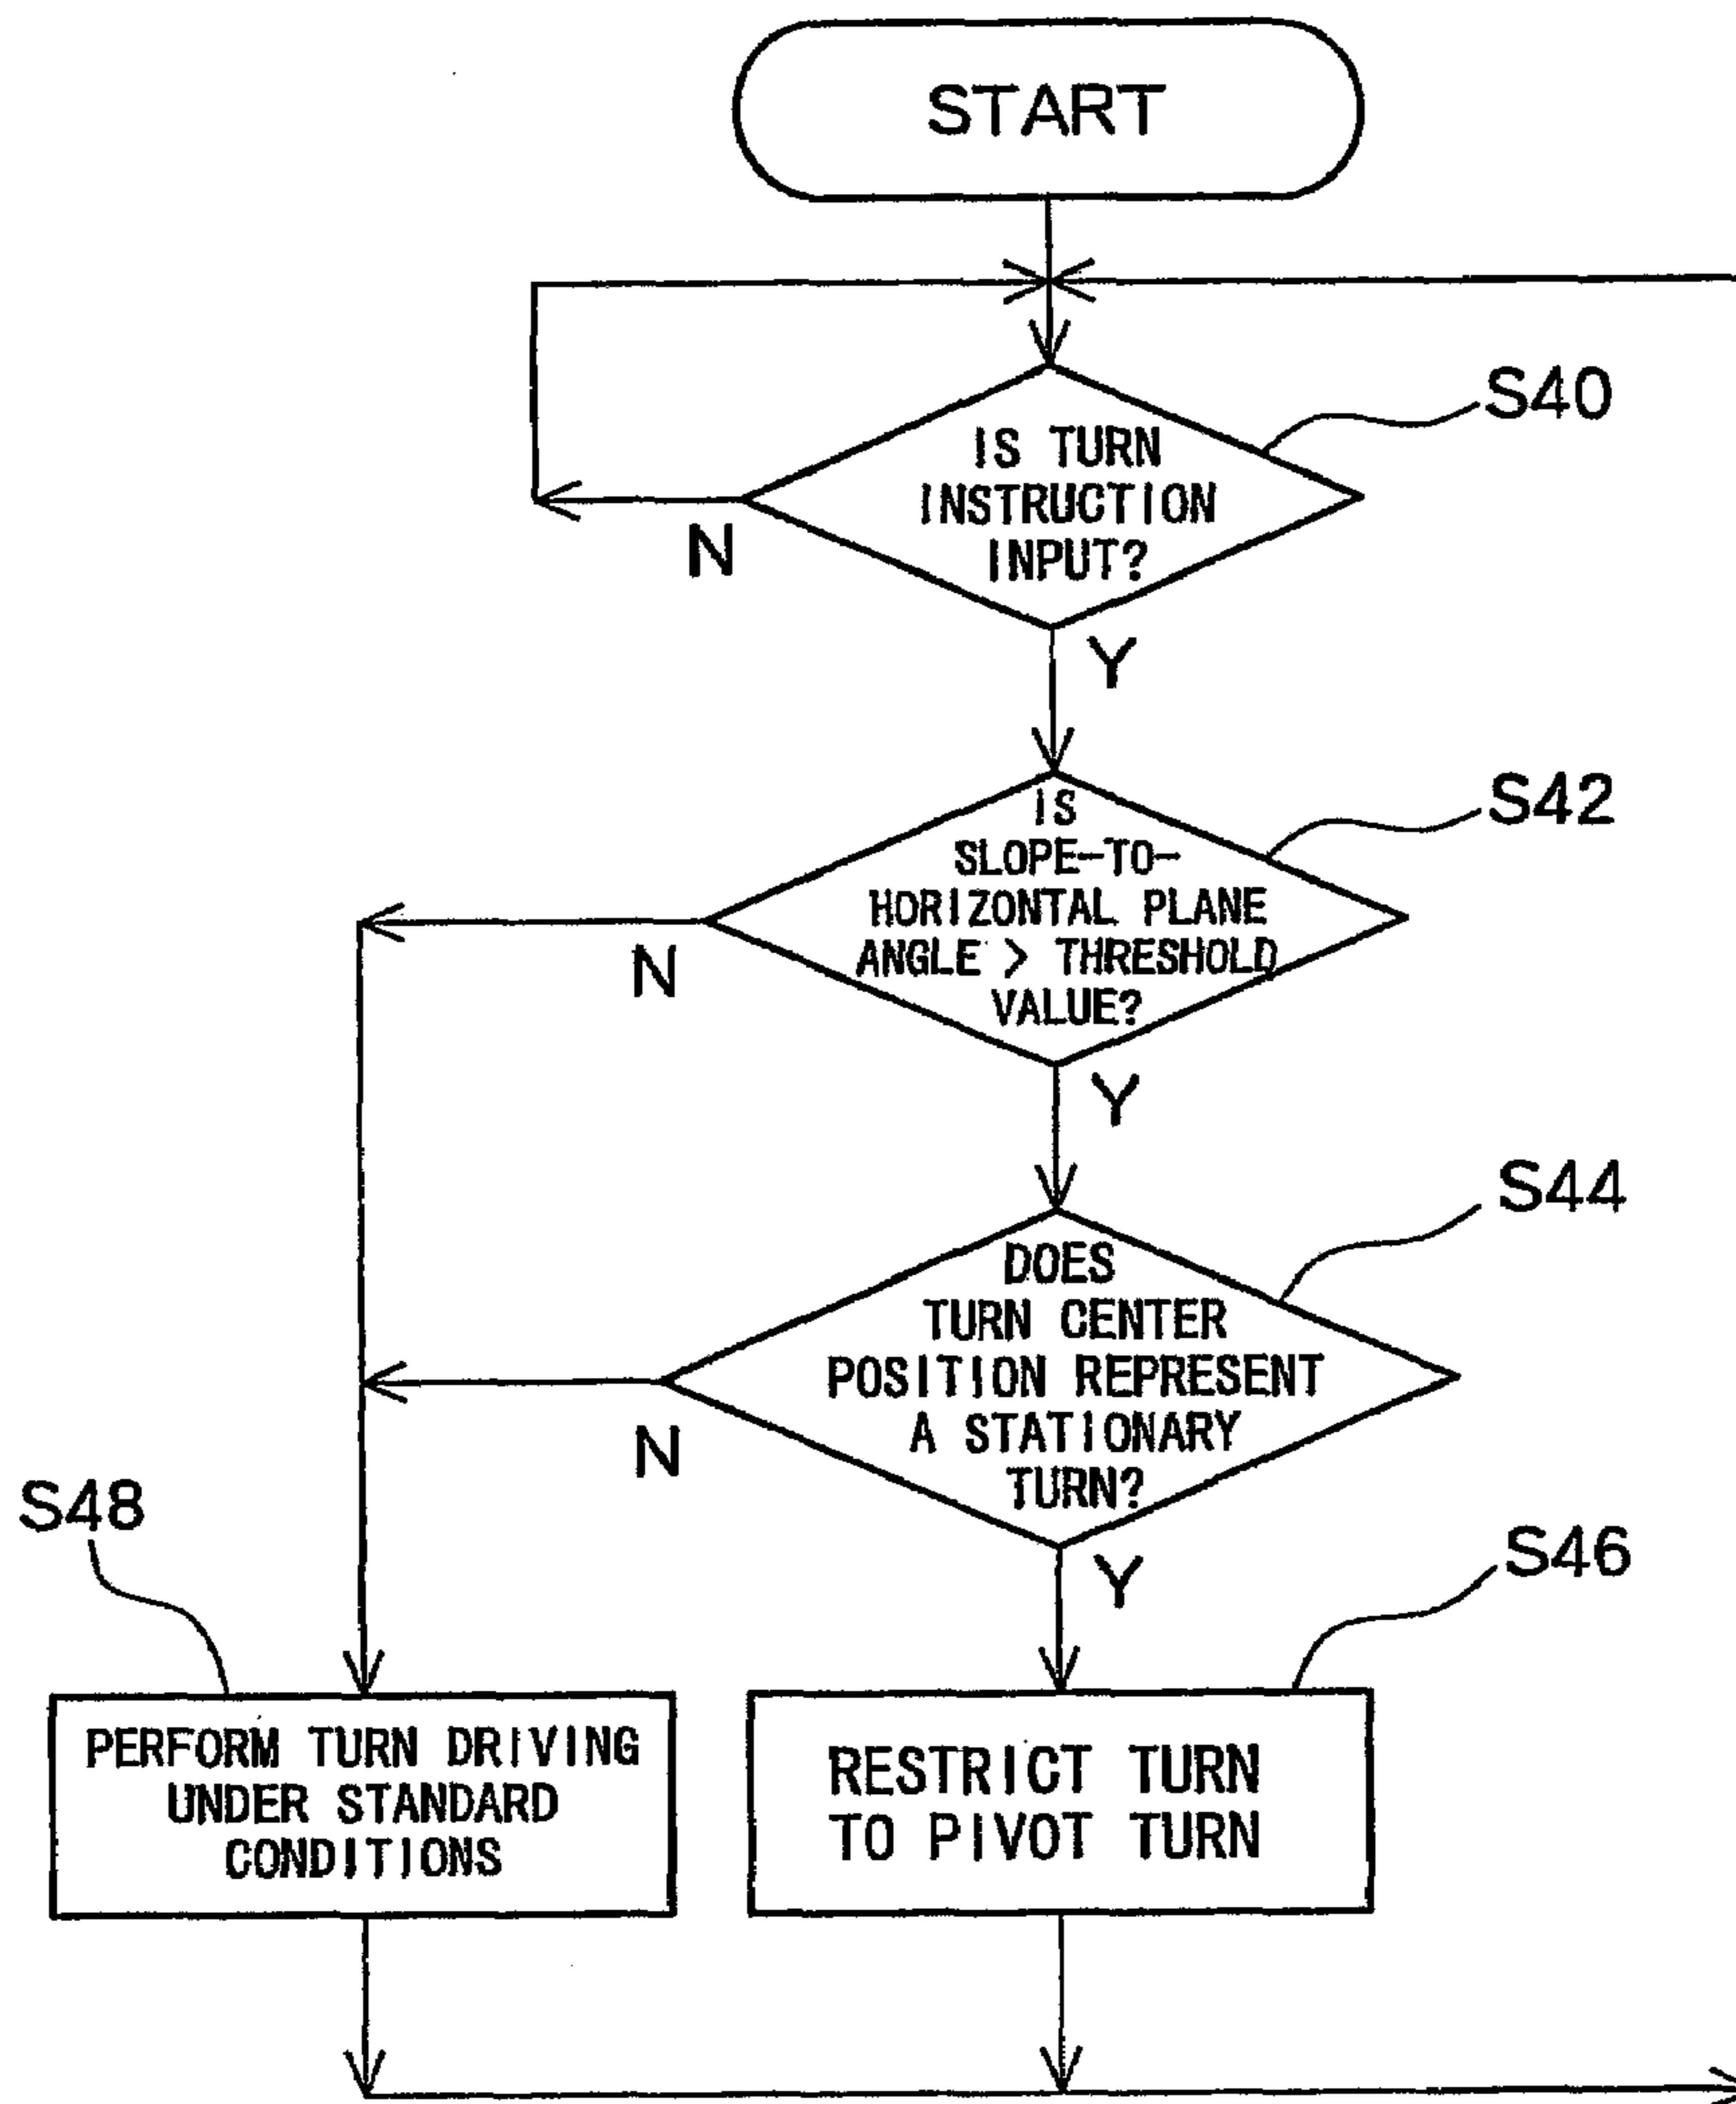 START
S40
IS TURN
INSTRUCTION
INPUT?
N
Y
S42
IS
SLOPE-TO-
HORIZONTAL PLANE
ANGLE > THRESHOLD
VALUE?
N
Y
S44
DOES
TURN CENTER
POSITION REPRESENT
A STATIONARY
TURN?
N
Y
S48
S46
PERFORM TURN DRIVING
UNDER STANDARD
CONDITIONS
RESTRICT TURN
TO PIVOT TURN